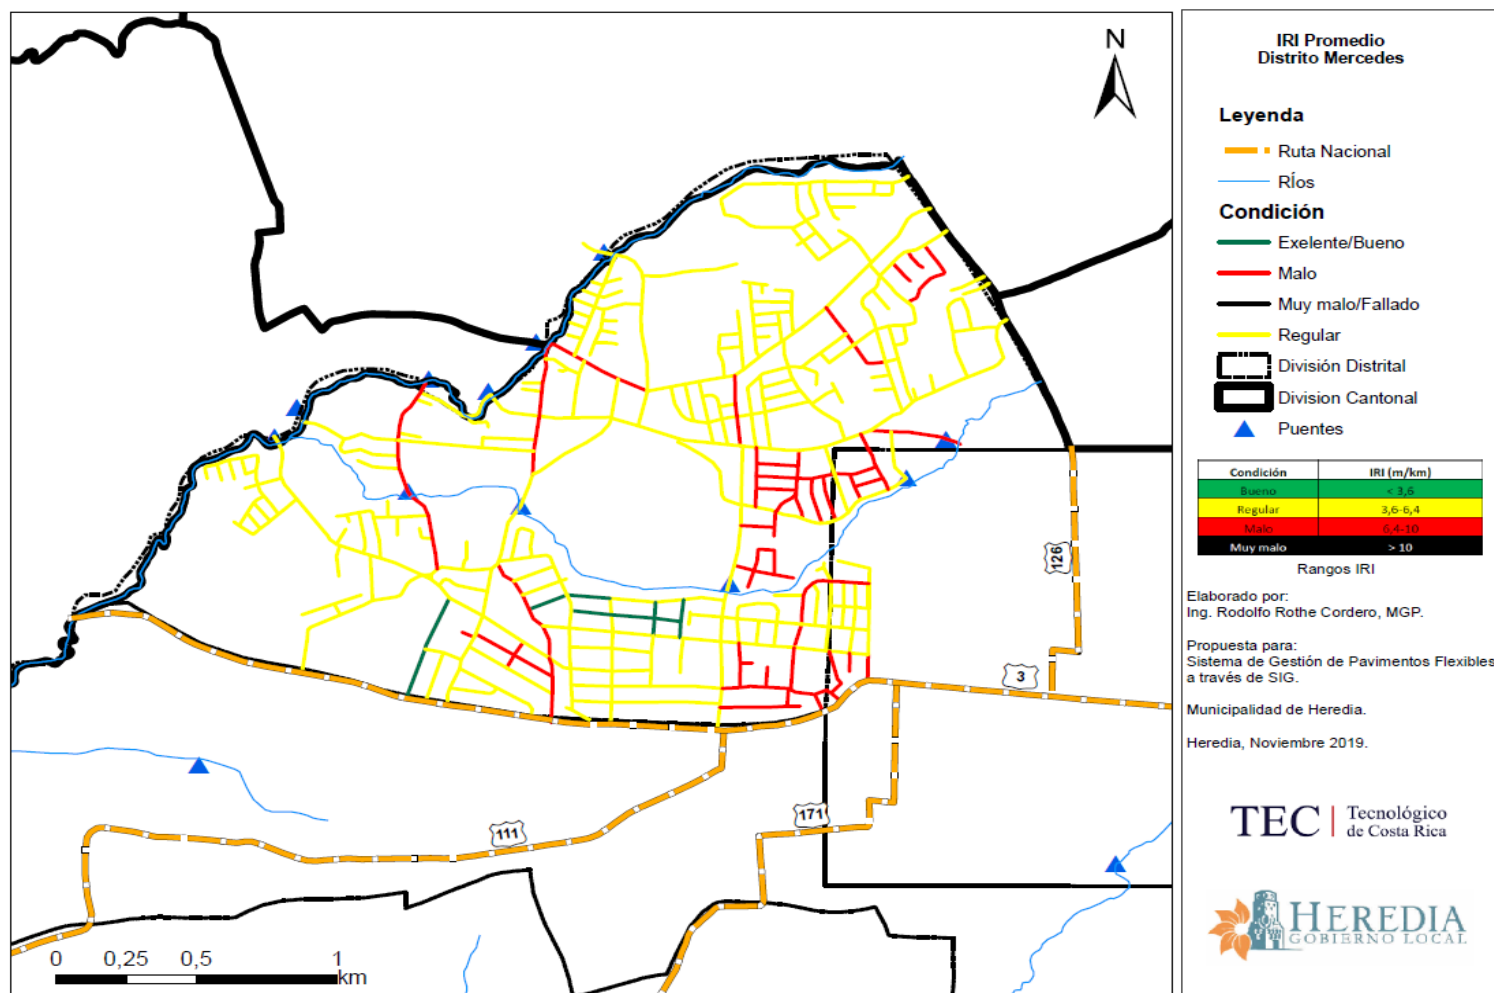 N
126
3
171
111
0
0,25
0,5
1
km
IRI Promedio
Distrito Mercedes
Leyenda
Ruta Nacional
RÍos
Condición
Exelente/Bueno
Malo
Muy malo/Fallado
Regular
División Distrital
Division Cantonal
Puentes
Condición IRI (m/km)
Bueno < 3,6
Regular 3,6-6,4
Malo 6,4-10
Muy malo > 10
Rangos IRI
Elaborado por:
Ing. Rodolfo Rothe Cordero, MGP.
Propuesta para:
Sistema de Gestión de Pavimentos Flexibles
a través de SIG.
Municipalidad de Heredia.
Heredia, Noviembre 2019.
TEC | Tecnológico
de Costa Rica
HEREDIA
GOBIERNO LOCAL